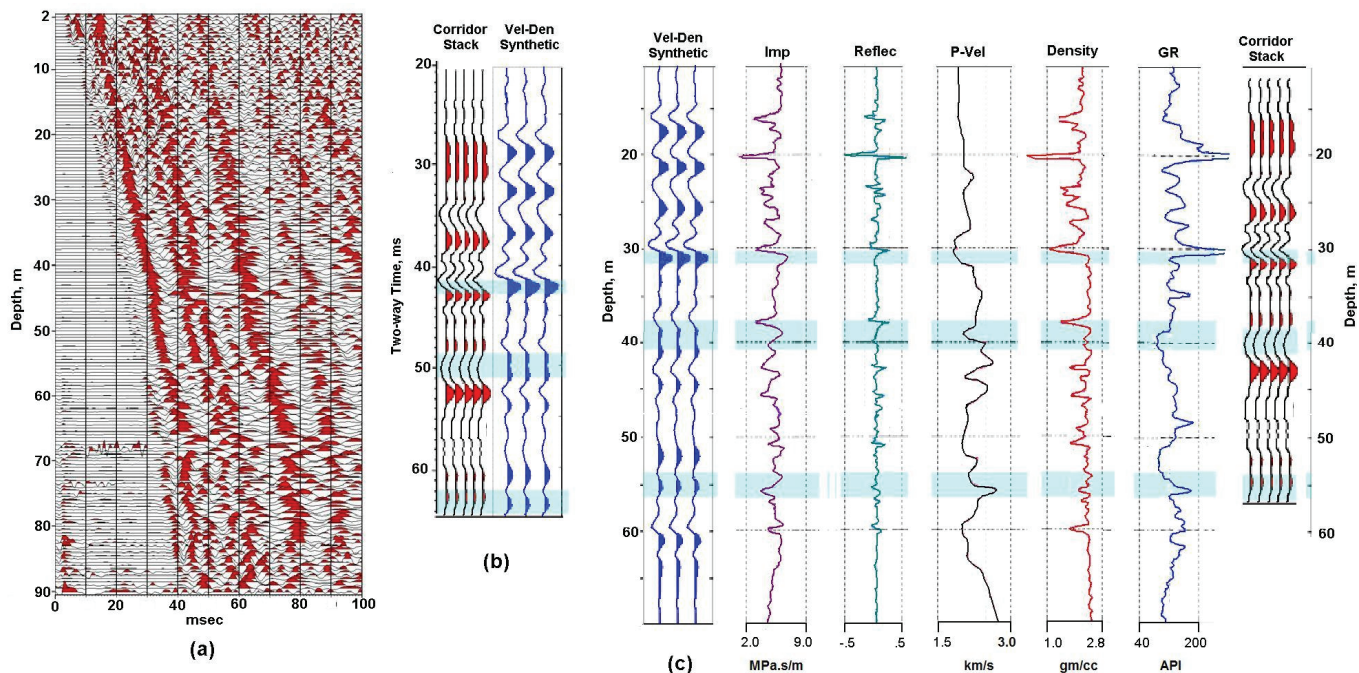 2
10
20
30
40
50
60
70
80
90
Depth, m
0 20 40 60 80 100
msec
(a)
Corridor
Stack
Vel-Den
Synthetic
20
30
40
50
60
Two-way Time, ms
(b)
Vel-Den
Synthetic
Imp
Reflec
P-Vel
Density
GR
Corridor
Stack
20
30
40
50
60
Depth, m
20
30
40
50
60
Depth, m
2.0 9.0
-.5 .5
1.5 3.0
1.0 2.8
40 200
(c)
MPa.s/m
km/s
gm/cc
API